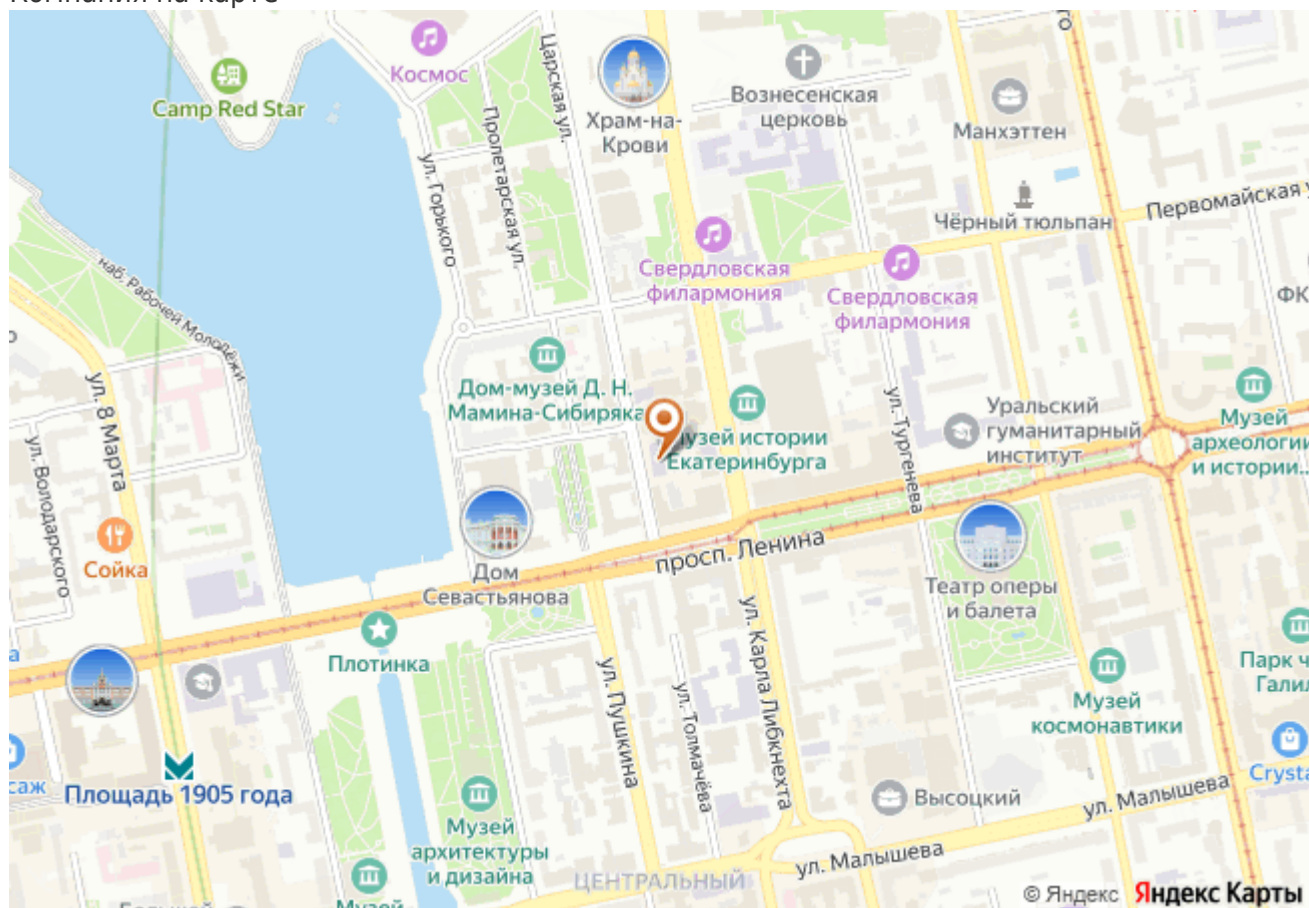 Компания на карте
Космос
Camp Red Star
Царская ул.
Пролетарская ул.
ул. Горького
Храм-на-
Крови
Вознесенская
церковь
Манхэттен
Чёрный тюльпан
Первомайская
Свердловская
филармония
Свердловская
филармония
наб. Рабочей Молодёжи
ул. 8 Марта
ул. Володарского
Дом-музей Д. Н.
Мамина-Сибиряка
Музей истории
Екатеринбурга
ул. Тургенева
Уральский
гуманитарный
институт
Музей
археологии
и истории...
ФК
Сойка
Дом
Севастьянова
просп. Ленина
Театр оперы
и балета
Плотинка
ул. Пушкина
ул. Толмачёва
ул. Карла Либкнехта
Музей
космонавтики
Парк ч
Гали
Crysta
Площадь 1905 года
саж
Музей
архитектуры
и дизайна
Высоцкий
ул. Малышева
ул. Малышева
ЦЕНТРАЛЬНЫЙ
Музей
© Яндекс Яндекс Карты